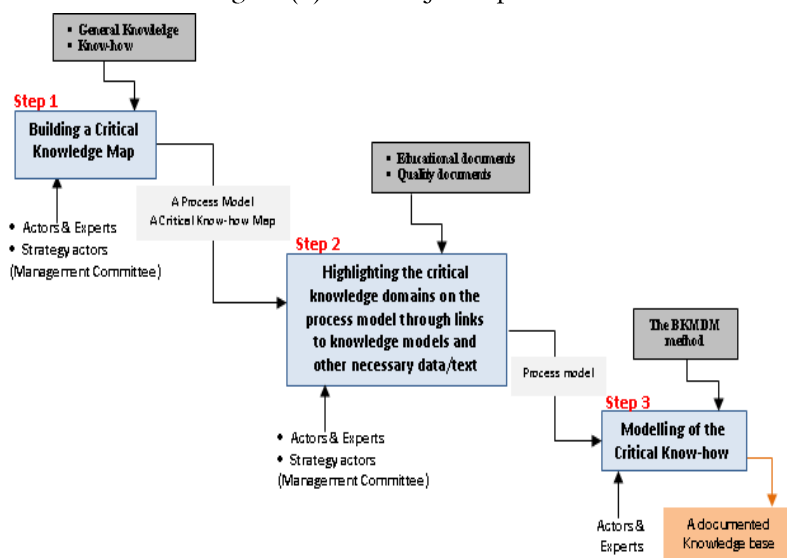 ▪ General Knowledge
▪ Know-how
Step 1
Building a Critical
Knowledge Map
• Actors & Experts
• Strategy actors
(Management Committee)
A Process Model
A Critical Know-how Map
▪ Educational documents
▪ Quality documents
Step 2
Highlighting the critical
knowledge domains on the
process model through links
to knowledge models and
other necessary data/text
• Actors & Experts
• Strategy actors
(Management Committee)
Process model
The BKMDM
method
Step 3
Modelling of the
Critical Know-how
Actors &
Experts
A documented
Knowledge base